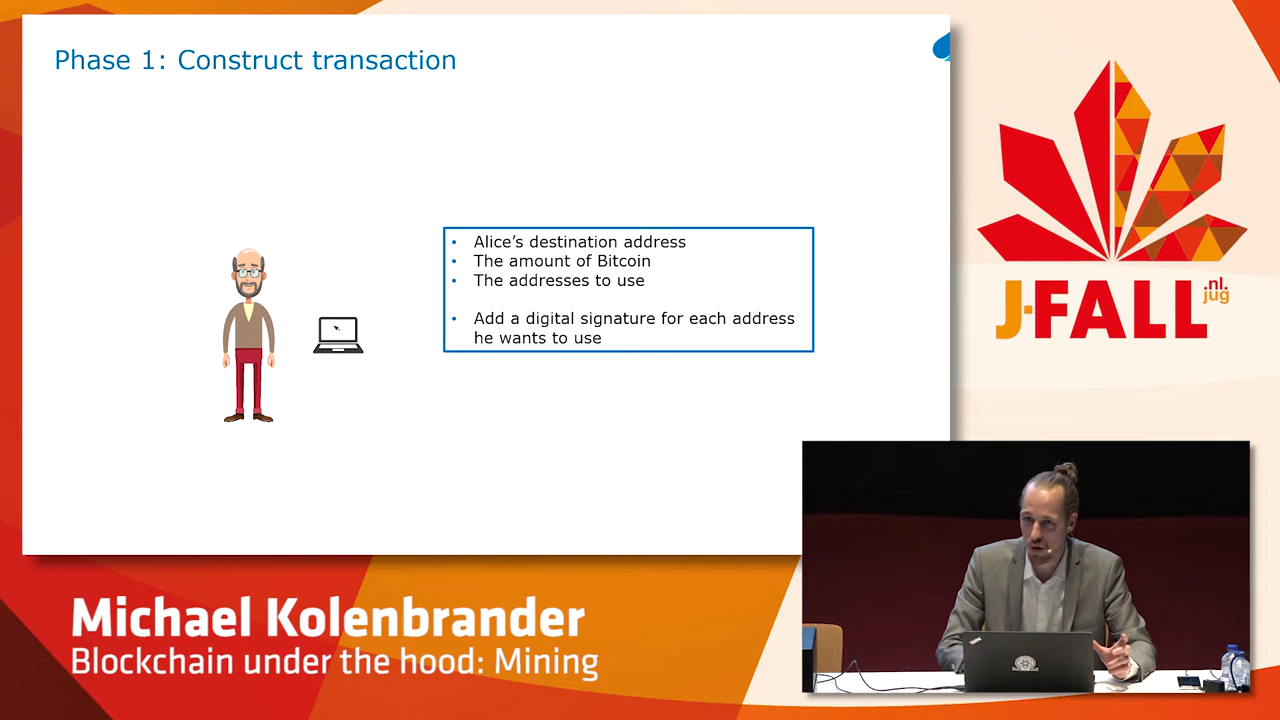 Phase 1: Construct transaction
• Alice’s destination address
• The amount of Bitcoin
• The addresses to use
• Add a digital signature for each address
he wants to use
J-FALL
.nl.
jug
Michael Kolenbrander
Blockchain under the hood: Mining